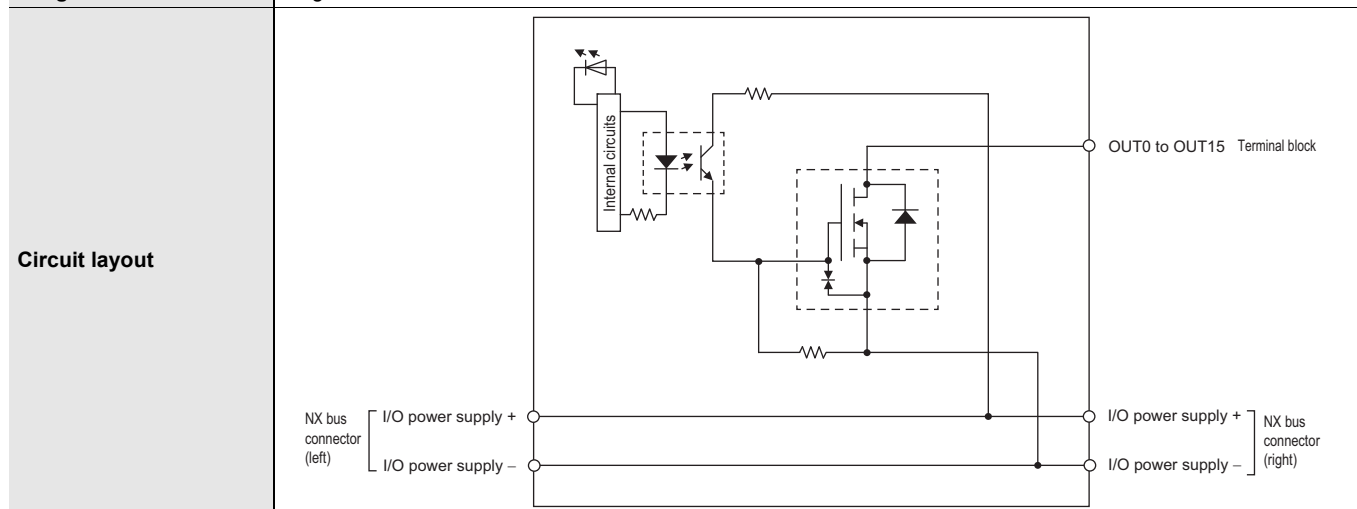 Circuit layout
Internal circuits
OUT0 to OUT15 Terminal block
NX bus
connector
(left)
I/O power supply +
I/O power supply –
I/O power supply +
I/O power supply –
NX bus
connector
(right)